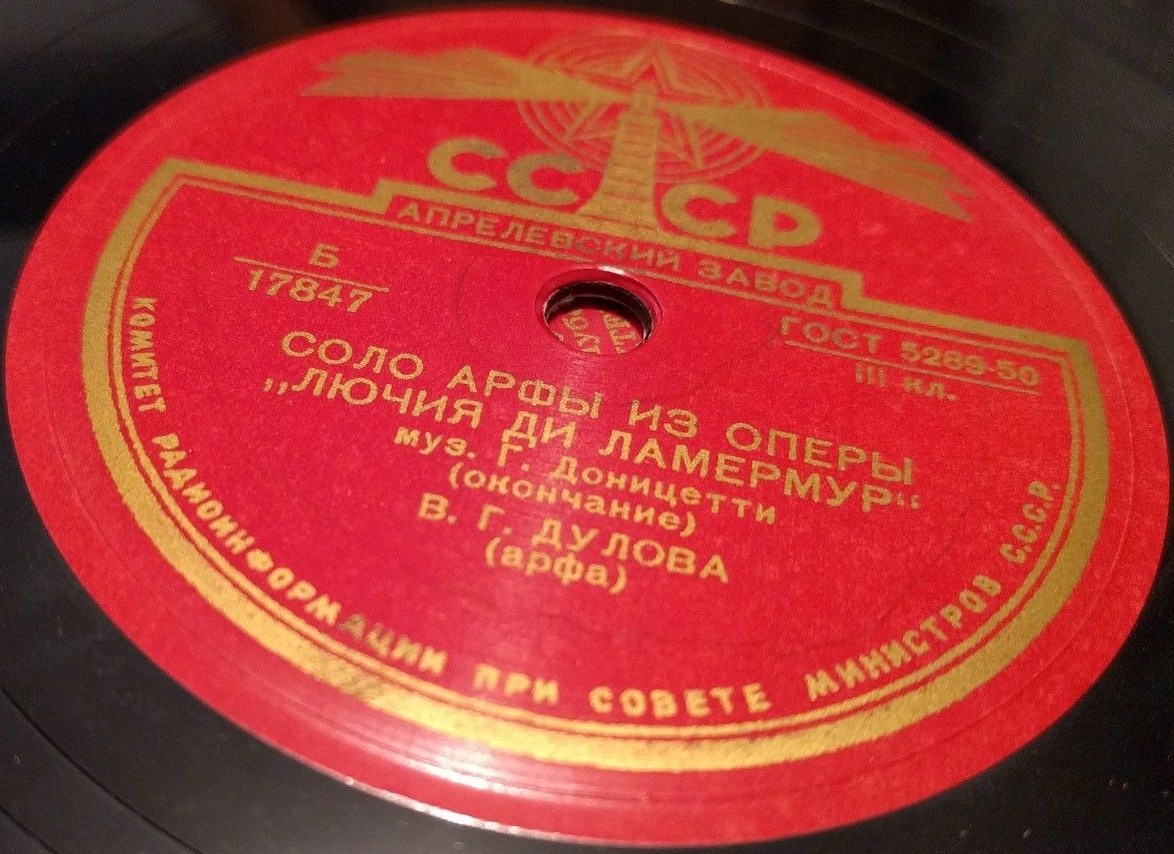 СССР
АПРЕЛЕВСКИЙ ЗАВОД
Б
17847
ГОСТ 5289-50
III кл.
СОЛО АРФЫ ИЗ ОПЕРЫ
„ЛЮЧИЯ ДИ ЛАМЕРМУР“
муз. Г. Доницетти
(окончание)
В. Г. ДУЛОВА
(арфа)
КОМИТЕТ РАДИОИНФОРМАЦИИ ПРИ СОВЕТЕ МИНИСТРОВ С.С.С.Р.